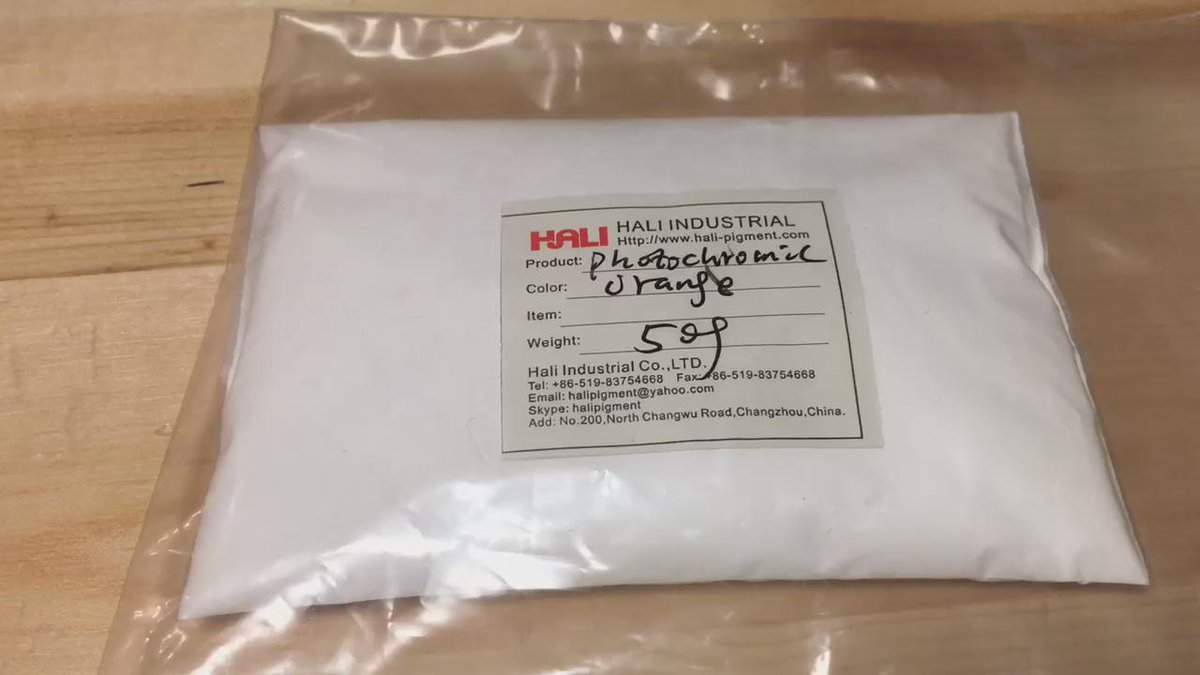 HALI HALI INDUSTRIAL
Http://www.hali-pigment.com
Product: photochromic
Color: orange
Item:
Weight: 50g
Hali Industrial Co.,LTD.
Tel: +86-519-83754668 Fax: +86-519-83754668
Email: halipigment@yahoo.com
Skype: halipigment
Add: No.200,North Changwu Road,Changzhou,China.